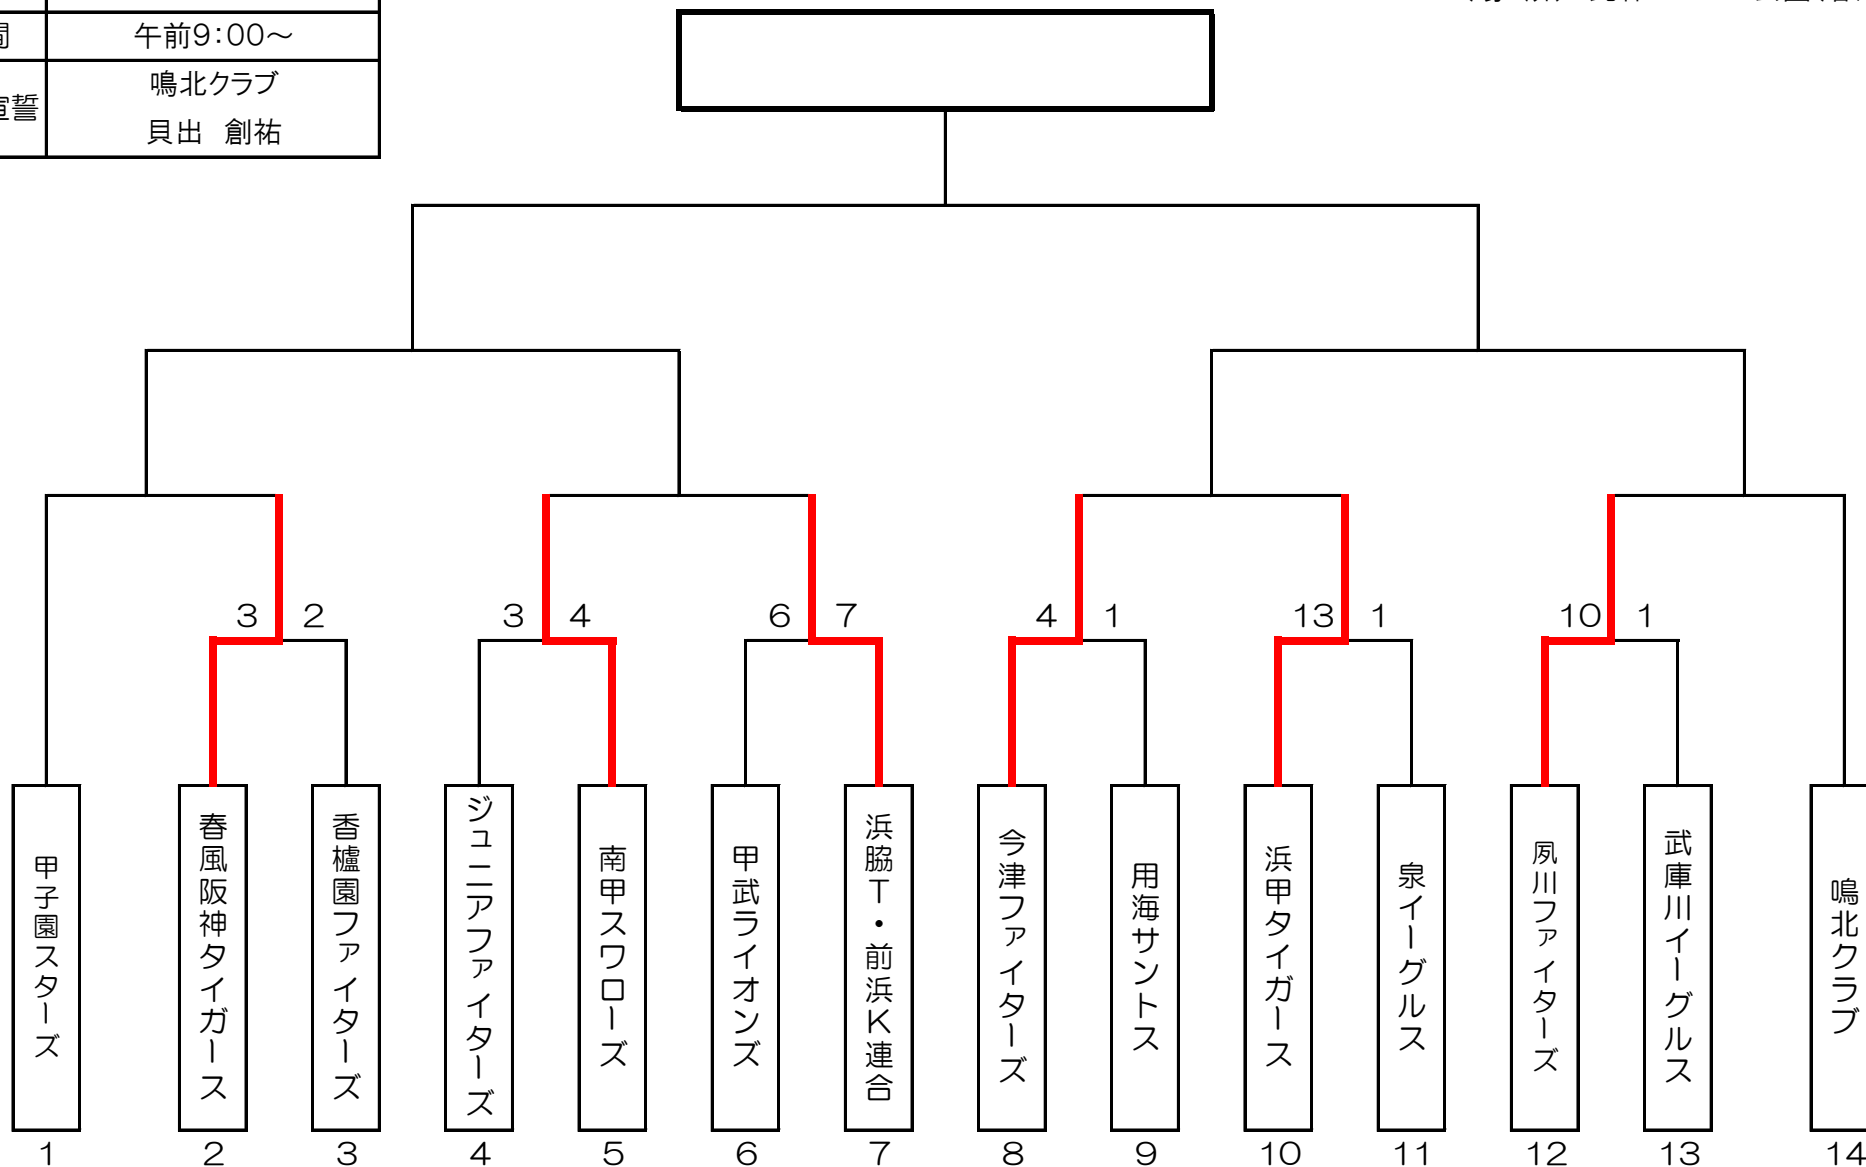 間
午前9:00～
宣誓
鳴北クラブ
貝出　創祐
3 2
3 4
6 7
4 1
13 1
10 1
甲子園スターズ
春風阪神タイガース
香櫨園ファイターズ
ジュニアファイターズ
南甲スワローズ
甲武ライオンズ
浜脇T・前浜K連合
今津ファイターズ
用海サントス
浜甲タイガース
泉イーグルス
夙川ファイターズ
武庫川イーグルス
鳴北クラブ
1 2 3 4 5 6 7 8 9 10 11 12 13 14